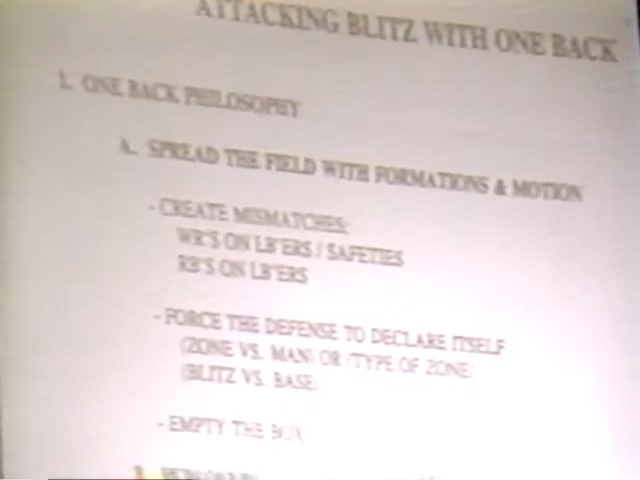 ATTACKING BLITZ WITH ONE BACK
I. ONE BACK PHILOSOPHY
A. SPREAD THE FIELD WITH FORMATIONS & MOTION
- CREATE MISMATCHES:
WR'S ON LB'ERS / SAFETIES
RB'S ON LB'ERS
- FORCE THE DEFENSE TO DECLARE ITSELF
(ZONE VS. MAN) OR (TYPE OF ZONE)
(BLITZ VS. BASE)
- EMPTY THE BOX